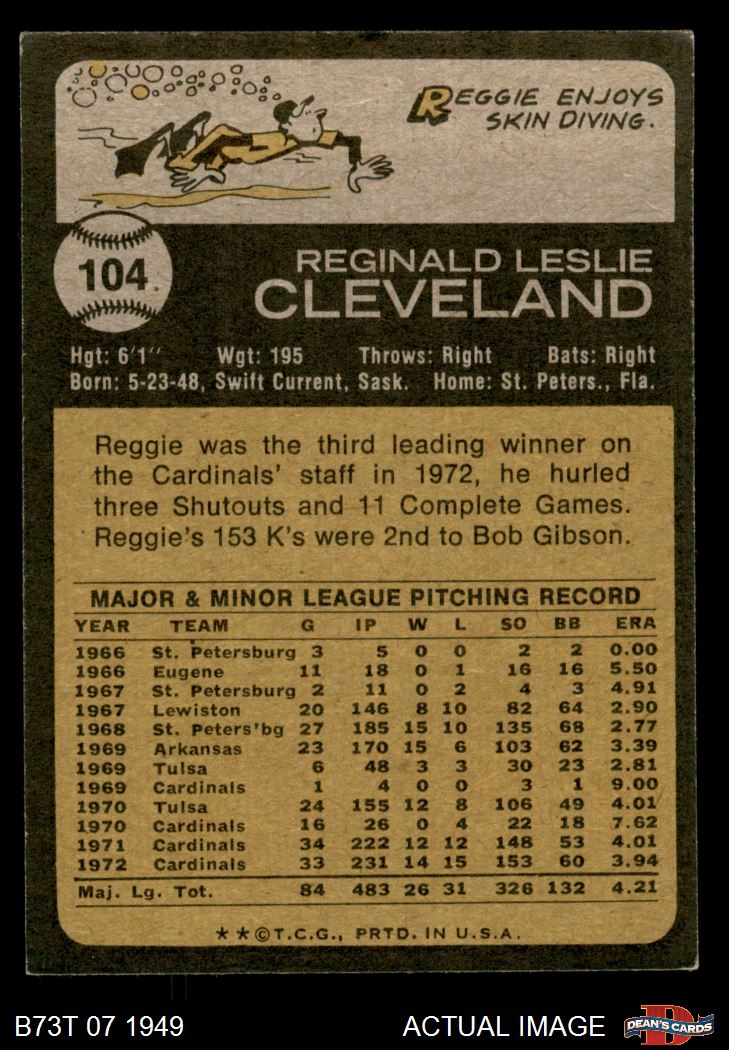 REGGIE ENJOYS
SKIN DIVING.
104.
REGINALD LESLIE
CLEVELAND
Hgt: 6'1" Wgt: 195 Throws: Right Bats: Right
Born: 5-23-48, Swift Current, Sask. Home: St. Peters., Fla.
Reggie was the third leading winner on
the Cardinals' staff in 1972, he hurled
three Shutouts and 11 Complete Games.
Reggie's 153 K's were 2nd to Bob Gibson.
MAJOR & MINOR LEAGUE PITCHING RECORD
YEAR TEAM G IP W L SO BB ERA
1966 St. Petersburg 3 5 0 0 2 2 0.00
1966 Eugene 11 18 0 1 16 16 5.50
1967 St. Petersburg 2 11 0 2 4 3 4.91
1967 Lewiston 20 146 8 10 82 64 2.90
1968 St. Peters'bg 27 185 15 10 135 68 2.77
1969 Arkansas 23 170 15 6 103 62 3.39
1969 Tulsa 6 48 3 3 30 23 2.81
1969 Cardinals 1 4 0 0 3 1 9.00
1970 Tulsa 24 155 12 8 106 49 4.01
1970 Cardinals 16 26 0 4 22 18 7.62
1971 Cardinals 34 222 12 12 148 53 4.01
1972 Cardinals 33 231 14 15 153 60 3.94
Maj. Lg. Tot. 84 483 26 31 326 132 4.21
★★©T.C.G., PRTD. IN U.S.A.
B73T 07 1949 ACTUAL IMAGE DEAN'S CARDS